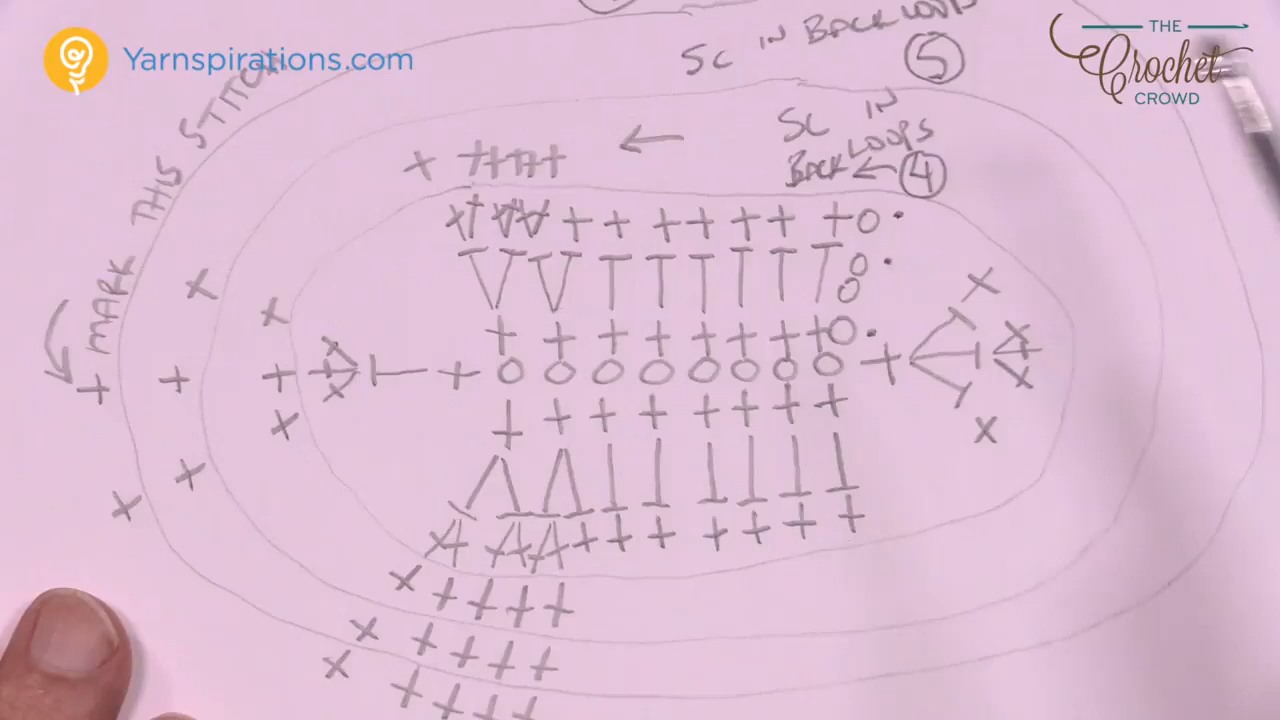 Yarnspirations.com
THE
Crochet
CROWD
SC IN BACK LOOPS
5
SC IN
BACK LOOPS
4
MARK THIS STITCH